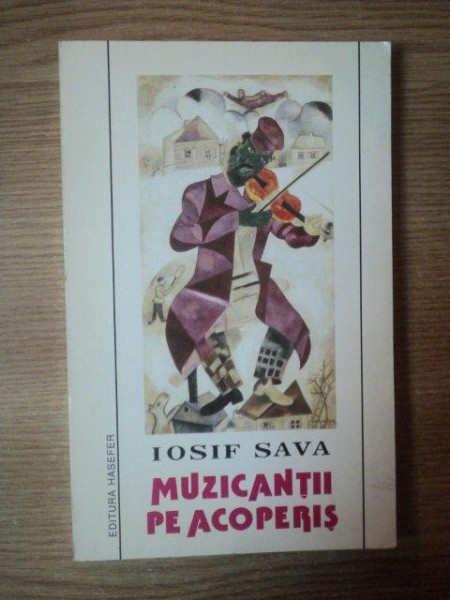 IOSIF SAVA
MUZICANȚII
PE ACOPERIȘ
EDITURA HASEFER